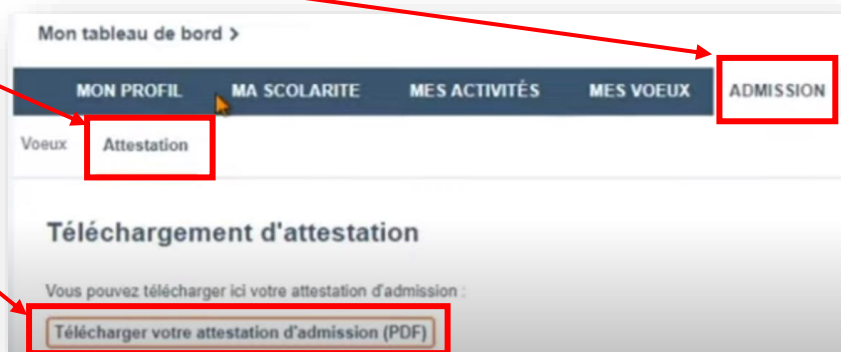 Mon tableau de bord >
MON PROFIL MA SCOLARITE MES ACTIVITÉS MES VOEUX ADMISSION
Voeux Attestation
Téléchargement d'attestation
Vous pouvez télécharger ici votre attestation d'admission :
Télécharger votre attestation d'admission (PDF)